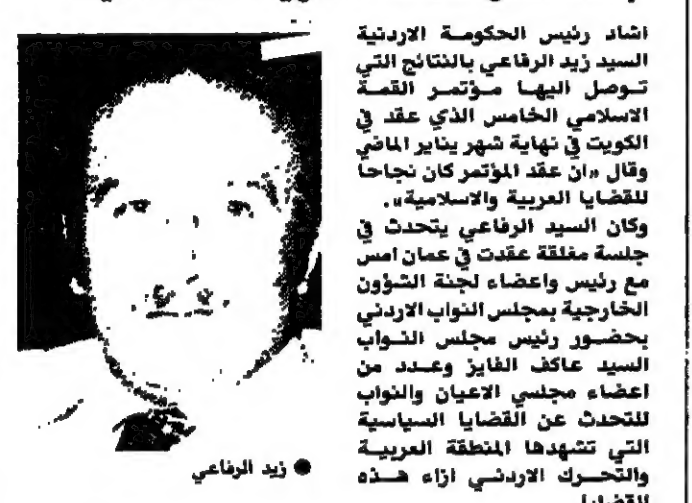 اشاد رئيس الحكومة الاردنية
السيد زيد الرفاعي بالنتائج التي
توصل اليها مؤتمر القمة
الاسلامي الخامس الذي عقد في
الكويت في نهاية شهر يناير الماضي
وقال «ان عقد المؤتمر كان نجاحا
للقضايا العربية والاسلامية».
وكان السيد الرفاعي يتحدث في
جلسة مغلقة عقدت في عمان امس
مع رئيس واعضاء لجنة الشؤون
الخارجية بمجلس النواب الاردني
بحضور رئيس مجلس النواب
السيد عاكف الفايز وعدد من
اعضاء مجلسي الاعيان والنواب
للتحدث عن القضايا السياسية
التي تشهدها المنطقة العربية
والتحرك الاردني ازاء هذه
● زيد الرفاعي